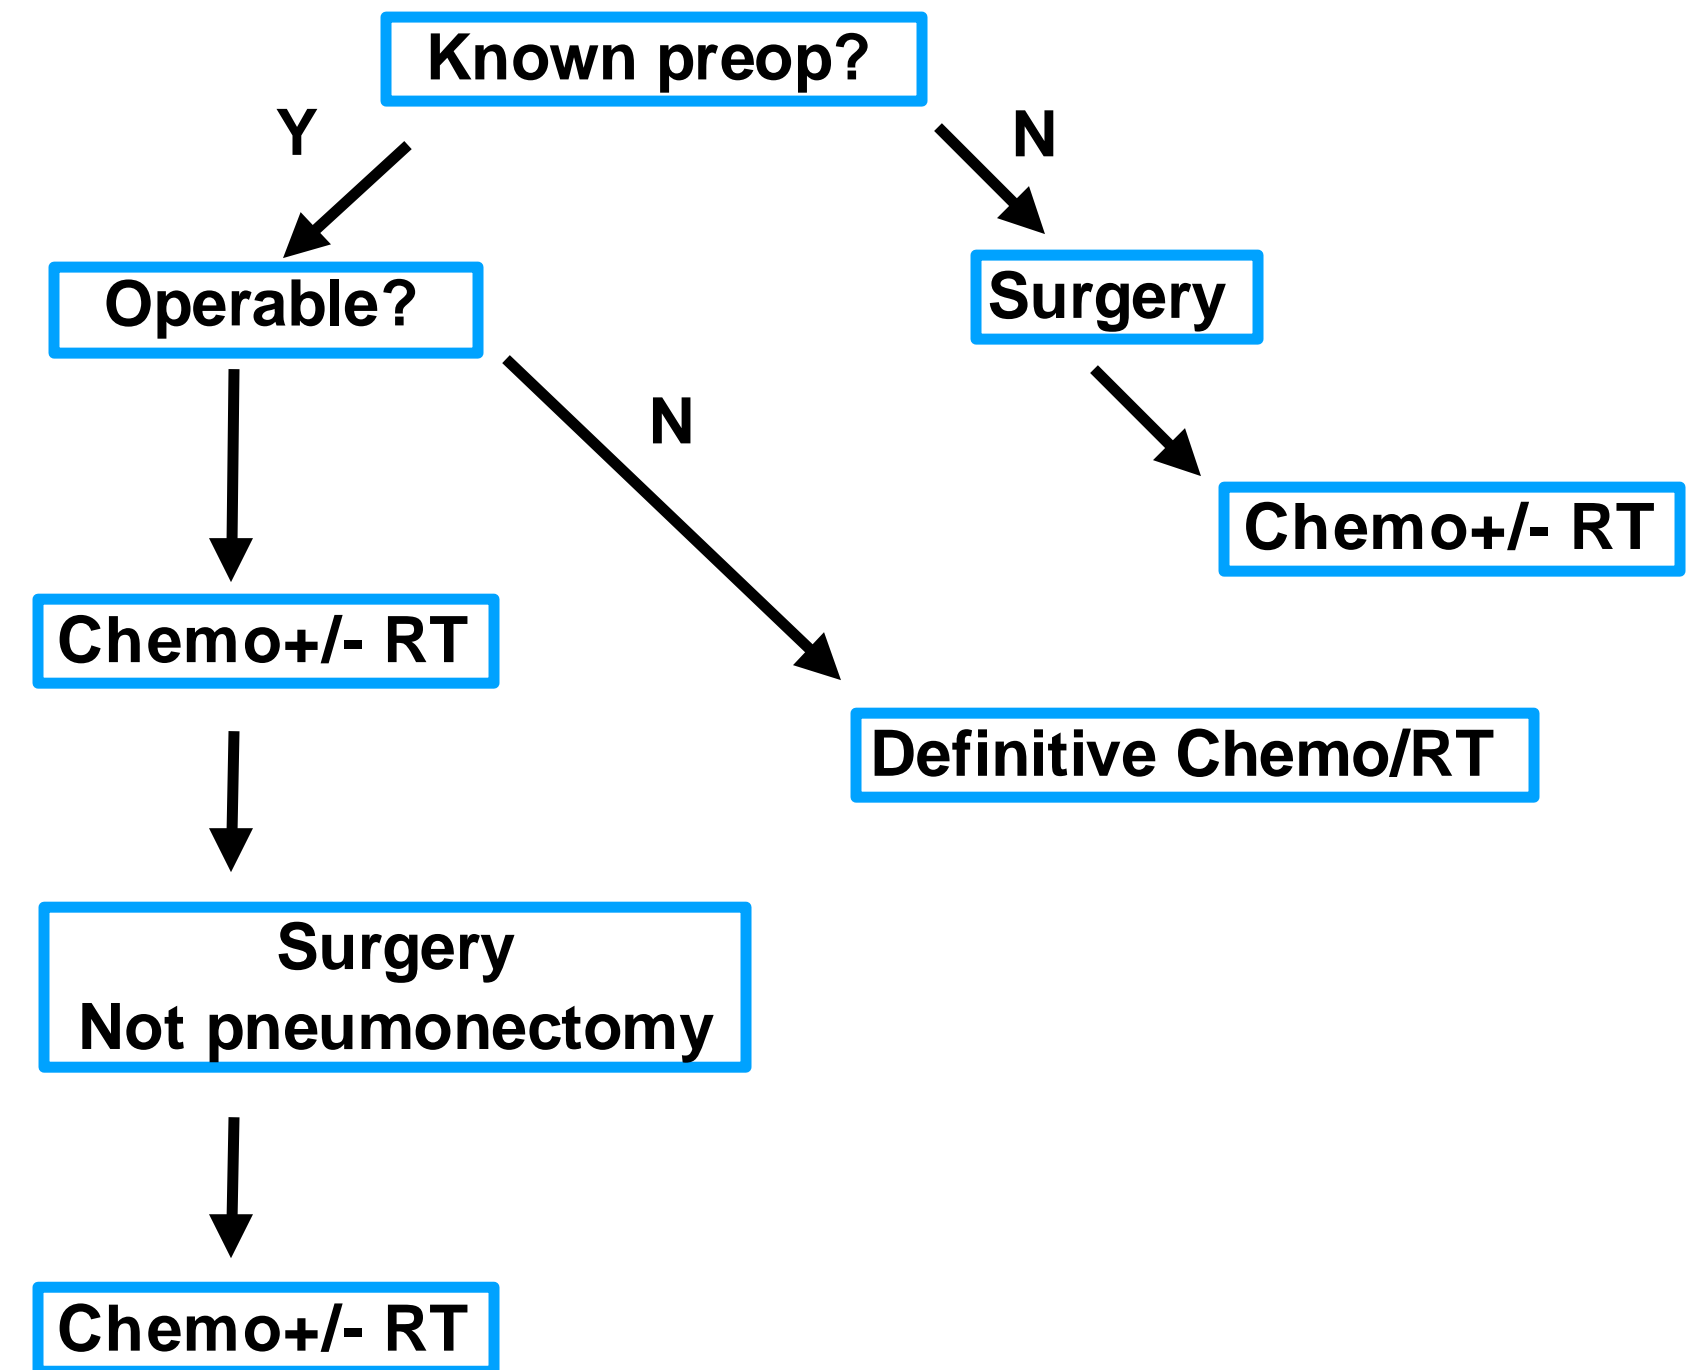 Known preop?
Y
N
Operable?
Surgery
N
Chemo+/- RT
Chemo+/- RT
Definitive Chemo/RT
Surgery
Not pneumonectomy
Chemo+/- RT